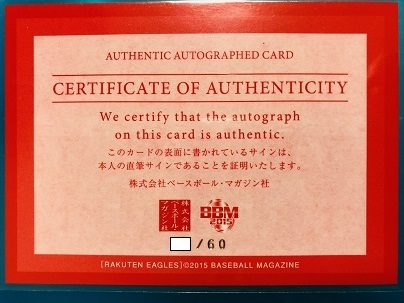 AUTHENTIC AUTOGRAPHED CARD
CERTIFICATE OF AUTHENTICITY
We certify that the autograph
on this card is authentic.
このカードの表面に書かれているサインは、
本人の直筆サインであることを証明いたします。
株式会社ベースボール・マガジン社
株式会社
ベースボール・
マガジン社
BBM
2015
/60
[RAKUTEN EAGLES]©2015 BASEBALL MAGAZINE